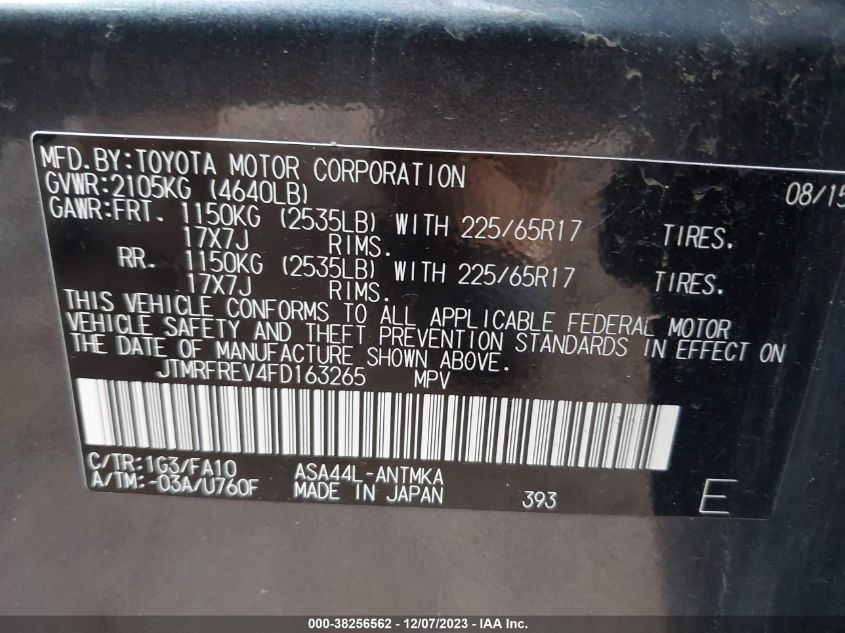 MFD.BY:TOYOTA MOTOR CORPORATION 08/15
GVWR:2105KG (4640LB)
GAWR:FRT. 1150KG (2535LB) WITH 225/65R17 TIRES.
17X7J RIMS.
RR. 1150KG (2535LB) WITH 225/65R17 TIRES.
17X7J RIMS.
THIS VEHICLE CONFORMS TO ALL APPLICABLE FEDERAL MOTOR
VEHICLE SAFETY AND THEFT PREVENTION STANDARDS IN EFFECT ON
THE DATE OF MANUFACTURE SHOWN ABOVE.
JTMRFREV4FD163265 MPV
C/TR:1G3/FA10 ASA44L-ANTMKA
A/TM:-03A/U760F MADE IN JAPAN 393 E
000-38256562 - 12/07/2023 - IAA Inc.